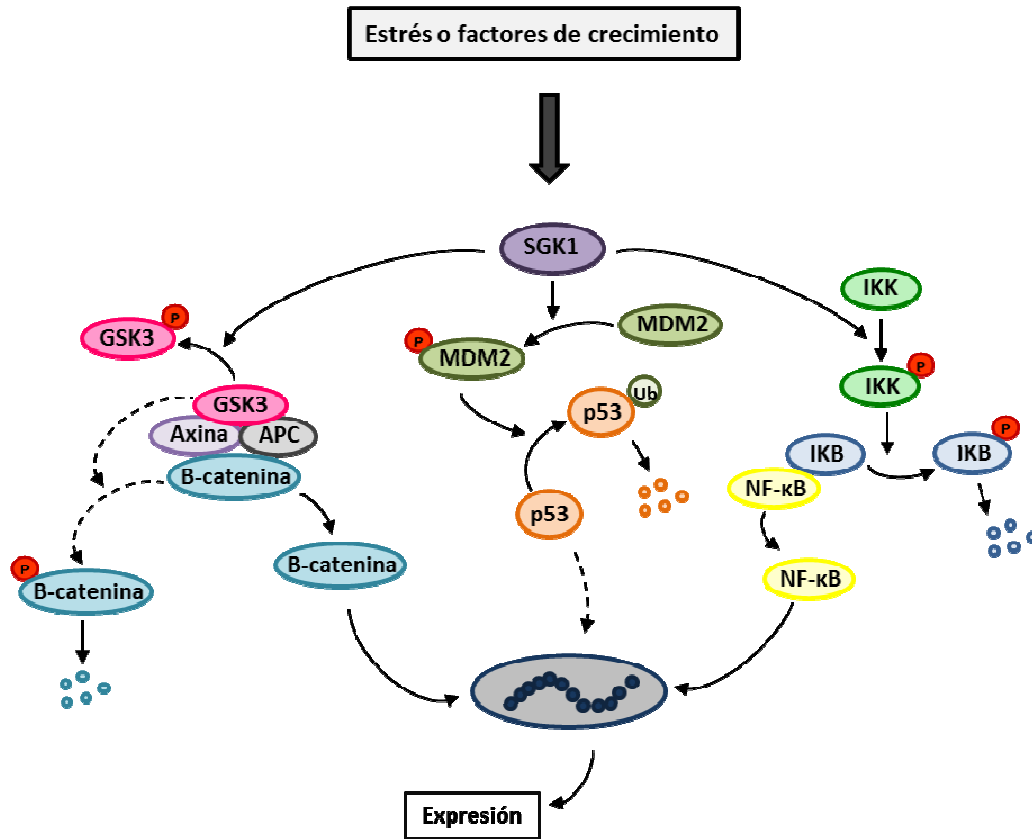 Estrés o factores de crecimiento
SGK1
IKK
P
GSK3
MDM2
P
MDM2
P
IKK
GSK3
p53
Ub
Axina
APC
P
IKB
IKB
B-catenina
NF-κB
p53
P
B-catenina
B-catenina
NF-κB
Expresión